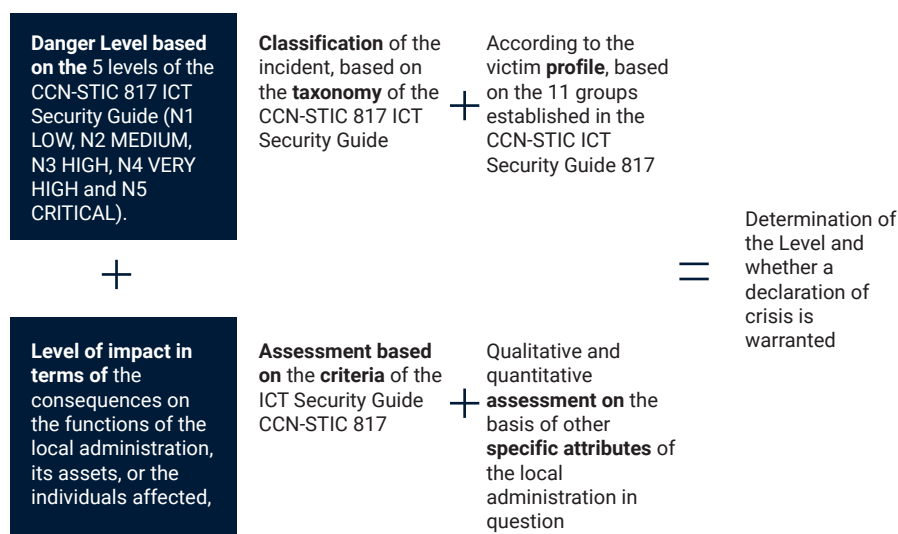 Danger Level based
on the 5 levels of the
CCN-STIC 817 ICT
Security Guide (N1
LOW, N2 MEDIUM,
N3 HIGH, N4 VERY
HIGH and N5
CRITICAL).
Classification of the
incident, based on
the taxonomy of the
CCN-STIC 817 ICT
Security Guide
+
According to the
victim profile, based
on the 11 groups
established in the
CCN-STIC ICT
Security Guide 817
+
=
Determination of
the Level and
whether a
declaration of
crisis is
warranted
Level of impact in
terms of the
consequences on
the functions of the
local administration,
its assets, or the
individuals affected,
Assessment based
on the criteria of the
ICT Security Guide
CCN-STIC 817
+
Qualitative and
quantitative
assessment on the
basis of other
specific attributes of
the local
administration in
question